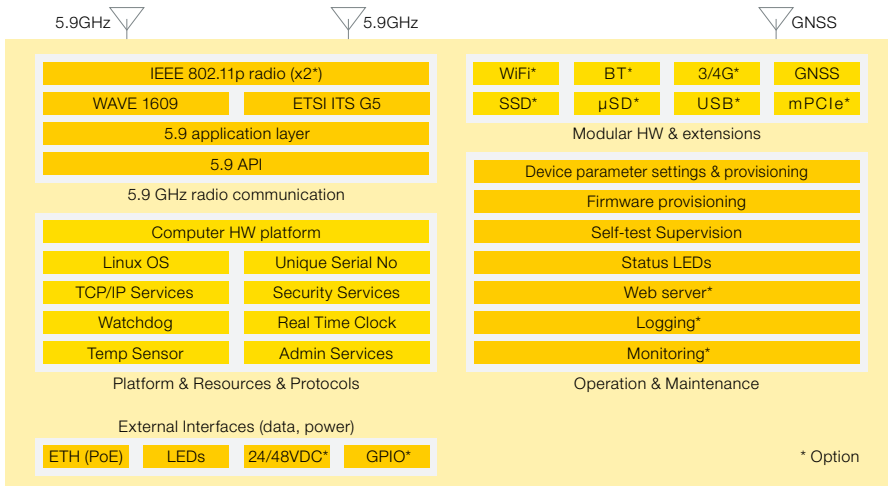 5.9GHz
5.9GHz
GNSS
IEEE 802.11p radio (x2*)
WAVE 1609
ETSI ITS G5
5.9 application layer
5.9 API
5.9 GHz radio communication
WiFi*
BT*
3/4G*
GNSS
SSD*
µSD*
USB*
mPCIe*
Modular HW & extensions
Computer HW platform
Linux OS
Unique Serial No
TCP/IP Services
Security Services
Watchdog
Real Time Clock
Temp Sensor
Admin Services
Platform & Resources & Protocols
Device parameter settings & provisioning
Firmware provisioning
Self-test Supervision
Status LEDs
Web server*
Logging*
Monitoring*
Operation & Maintenance
External Interfaces (data, power)
ETH (PoE)
LEDs
24/48VDC*
GPIO*
* Option